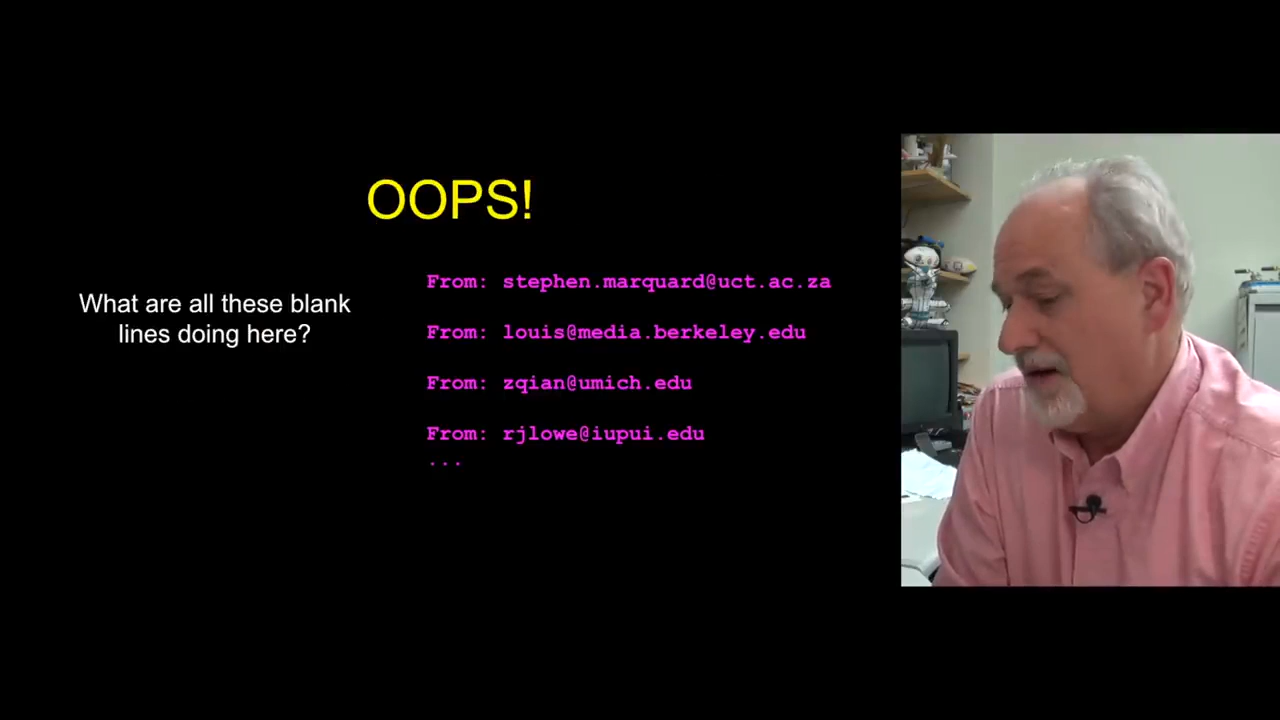 OOPS!
What are all these blank
lines doing here?
From: stephen.marquard@uct.ac.za
From: louis@media.berkeley.edu
From: zqian@umich.edu
From: rjlowe@iupui.edu
...